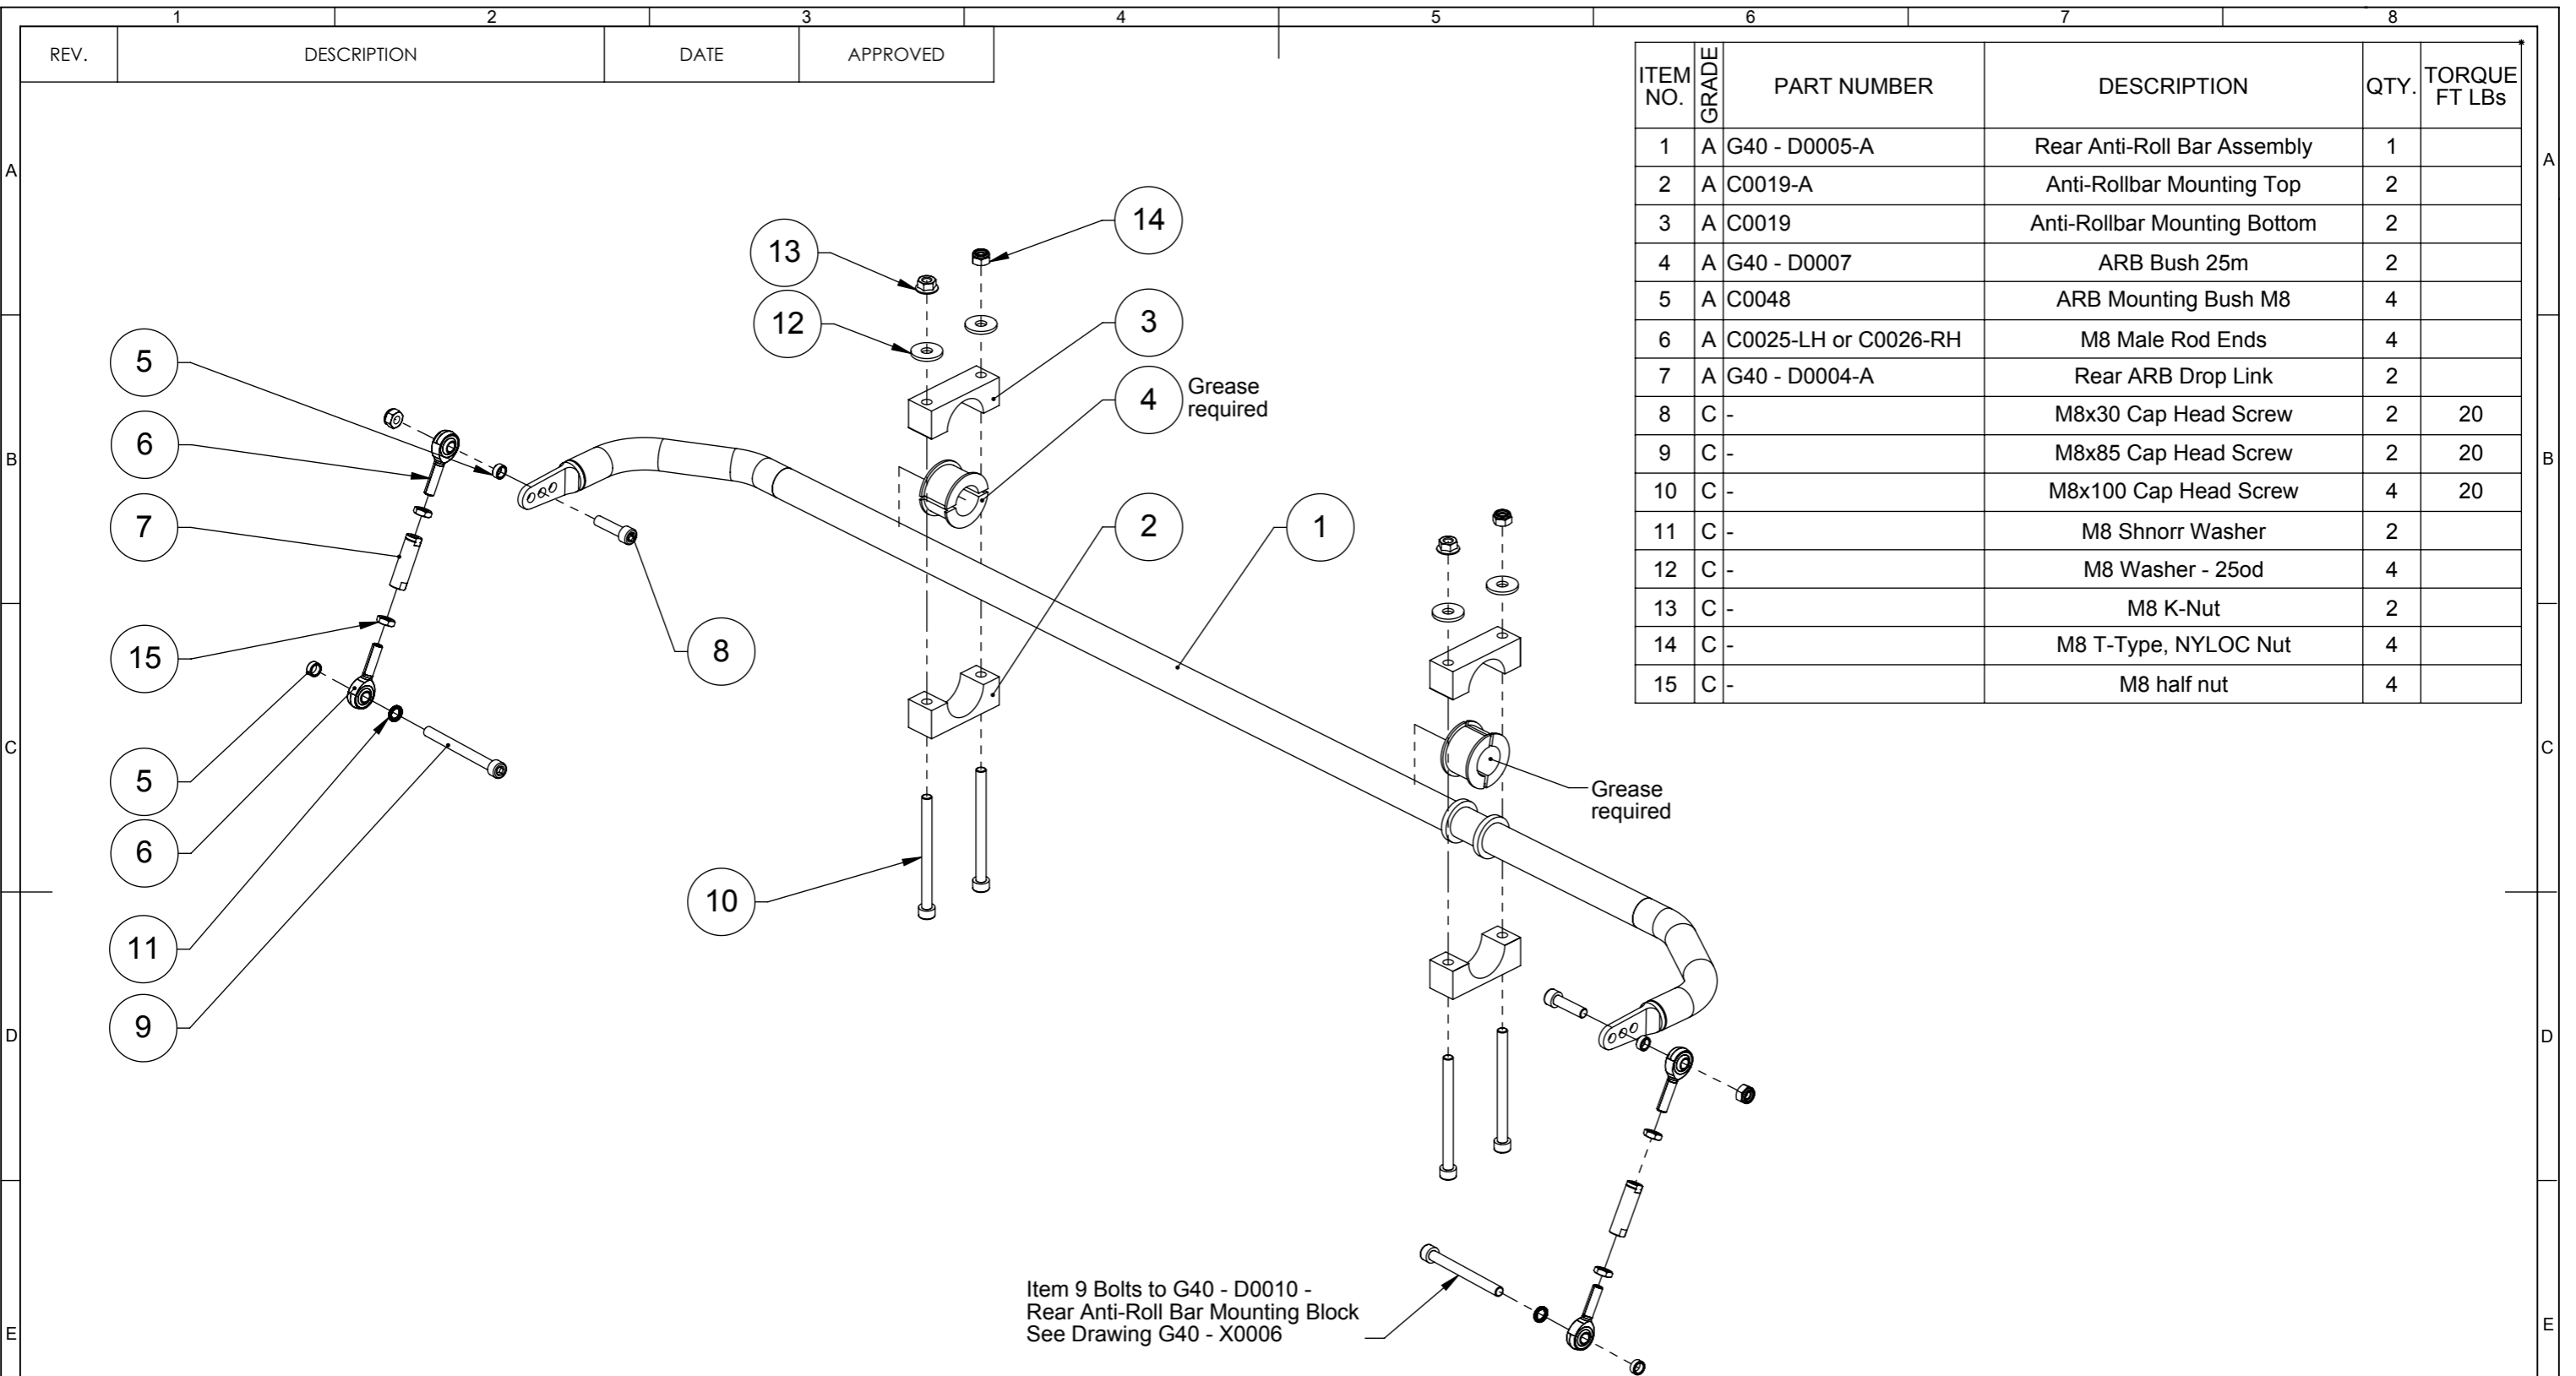 1 2 3 4 5 6 7 8
REV. DESCRIPTION DATE APPROVED
ITEM NO. GRADE PART NUMBER DESCRIPTION QTY. TORQUE FT LBs
1 A G40 - D0005-A Rear Anti-Roll Bar Assembly 1
2 A C0019-A Anti-Rollbar Mounting Top 2
3 A C0019 Anti-Rollbar Mounting Bottom 2
4 A G40 - D0007 ARB Bush 25m 2
5 A C0048 ARB Mounting Bush M8 4
6 A C0025-LH or C0026-RH M8 Male Rod Ends 4
7 A G40 - D0004-A Rear ARB Drop Link 2
8 C - M8x30 Cap Head Screw 2 20
9 C - M8x85 Cap Head Screw 2 20
10 C - M8x100 Cap Head Screw 4 20
11 C - M8 Shnorr Washer 2
12 C - M8 Washer - 25od 4
13 C - M8 K-Nut 2
14 C - M8 T-Type, NYLOC Nut 4
15 C - M8 half nut 4
A A
B B
C C
D D
E E
14
13
12
3
4
Grease
required
2
1
5
6
7
15
8
5
6
10
11
9
Grease
required
Item 9 Bolts to G40 - D0010 -
Rear Anti-Roll Bar Mounting Block
See Drawing G40 - X0006